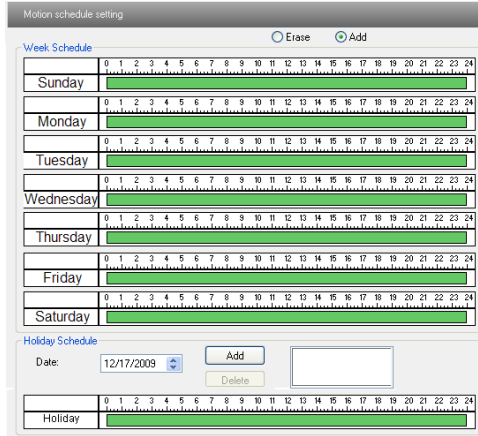 Motion schedule setting
Erase Add
Week Schedule
0 1 2 3 4 5 6 7 8 9 10 11 12 13 14 15 16 17 18 19 20 21 22 23 24
Sunday
0 1 2 3 4 5 6 7 8 9 10 11 12 13 14 15 16 17 18 19 20 21 22 23 24
Monday
0 1 2 3 4 5 6 7 8 9 10 11 12 13 14 15 16 17 18 19 20 21 22 23 24
Tuesday
0 1 2 3 4 5 6 7 8 9 10 11 12 13 14 15 16 17 18 19 20 21 22 23 24
Wednesday
0 1 2 3 4 5 6 7 8 9 10 11 12 13 14 15 16 17 18 19 20 21 22 23 24
Thursday
0 1 2 3 4 5 6 7 8 9 10 11 12 13 14 15 16 17 18 19 20 21 22 23 24
Friday
0 1 2 3 4 5 6 7 8 9 10 11 12 13 14 15 16 17 18 19 20 21 22 23 24
Saturday
Holiday Schedule
Date: 12/17/2009 Add
Delete
0 1 2 3 4 5 6 7 8 9 10 11 12 13 14 15 16 17 18 19 20 21 22 23 24
Holiday